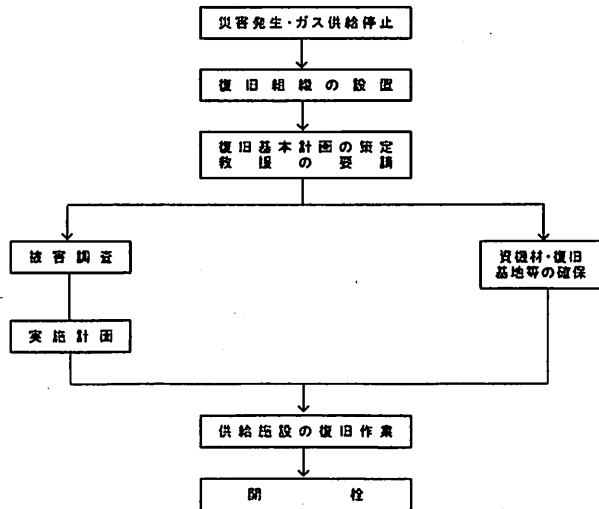 災害発生・ガス供給停止
復旧組織の設置
復旧基本計画の策定
救援の要請
被害調査
資機材・復旧
基地等の確保
実施計画
供給施設の復旧作業
開栓